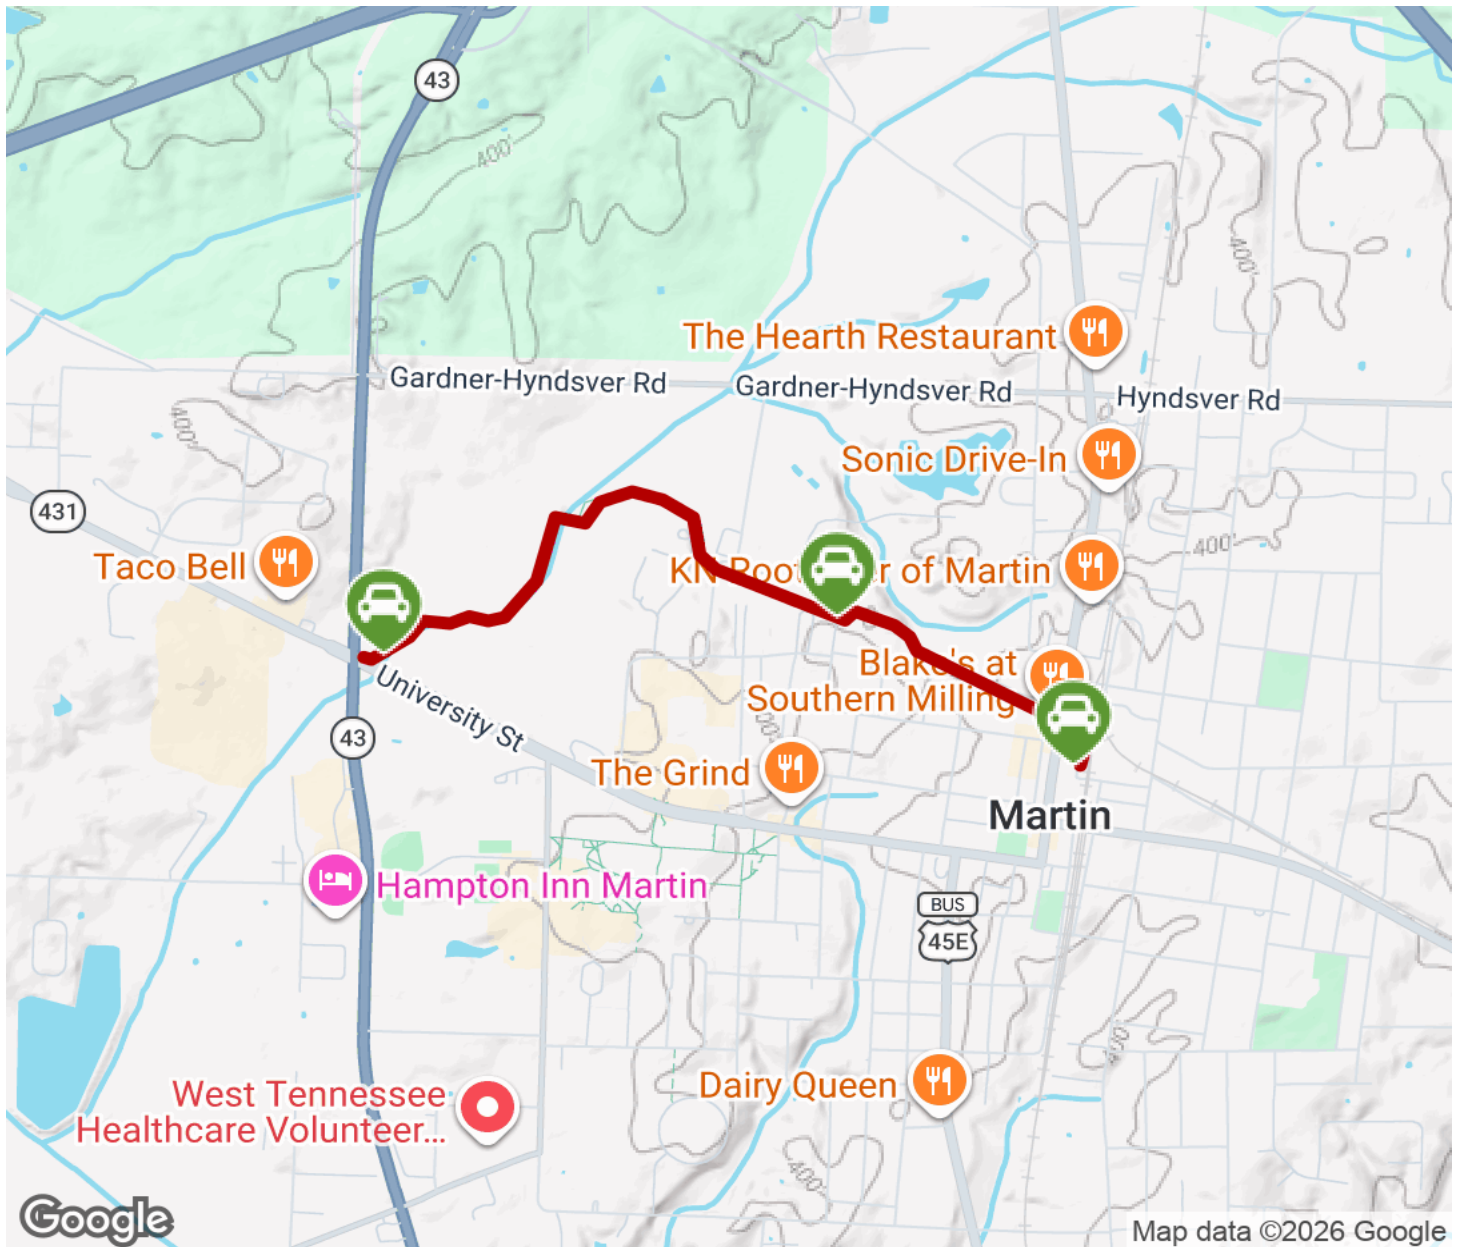 43
400'
The Hearth Restaurant
Gardner-Hyndsver Rd
Gardner-Hyndsver Rd
Hyndsver Rd
400'
400'
Sonic Drive-In
431
400'
Taco Bell
of Martin
Blake's at
Southern Milling
University St
43
The Grind
Martin
Hampton Inn Martin
BUS
45E
Dairy Queen
West Tennessee
Healthcare Volunteer...
400'
Google
Map data ©2026 Google